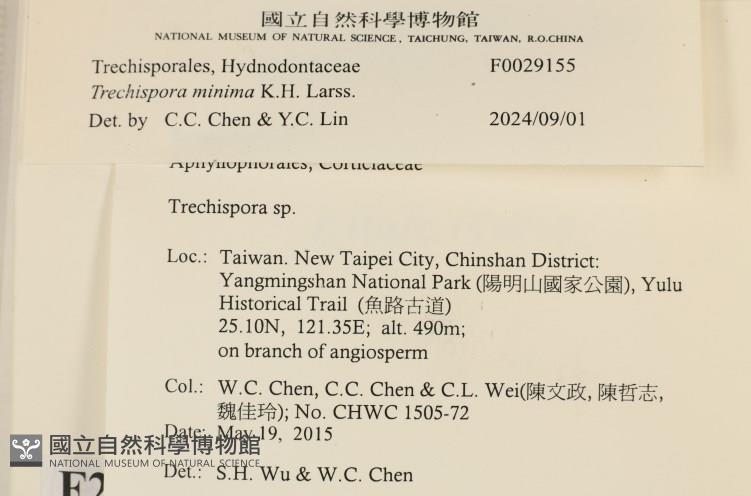 國立自然科學博物館
NATIONAL MUSEUM OF NATURAL SCIENCE, TAICHUNG, TAIWAN, R.O.CHINA
Trechisporales, Hydnodontaceae F0029155
Trechispora minima K.H. Larss.
Det. by C.C. Chen & Y.C. Lin 2024/09/01
Aphyllophorales, Corticiaceae
Trechispora sp.
Loc.: Taiwan. New Taipei City, Chinshan District:
Yangmingshan National Park (陽明山國家公園), Yulu
Historical Trail (魚路古道)
25.10N, 121.35E; alt. 490m;
on branch of angiosperm
Col.: W.C. Chen, C.C. Chen & C.L. Wei(陳文政, 陳哲志,
魏佳玲); No. CHWC 1505-72
Date: May 19, 2015
國立自然科學博物館
NATIONAL MUSEUM OF NATURAL SCIENCE
Det.: S.H. Wu & W.C. Chen